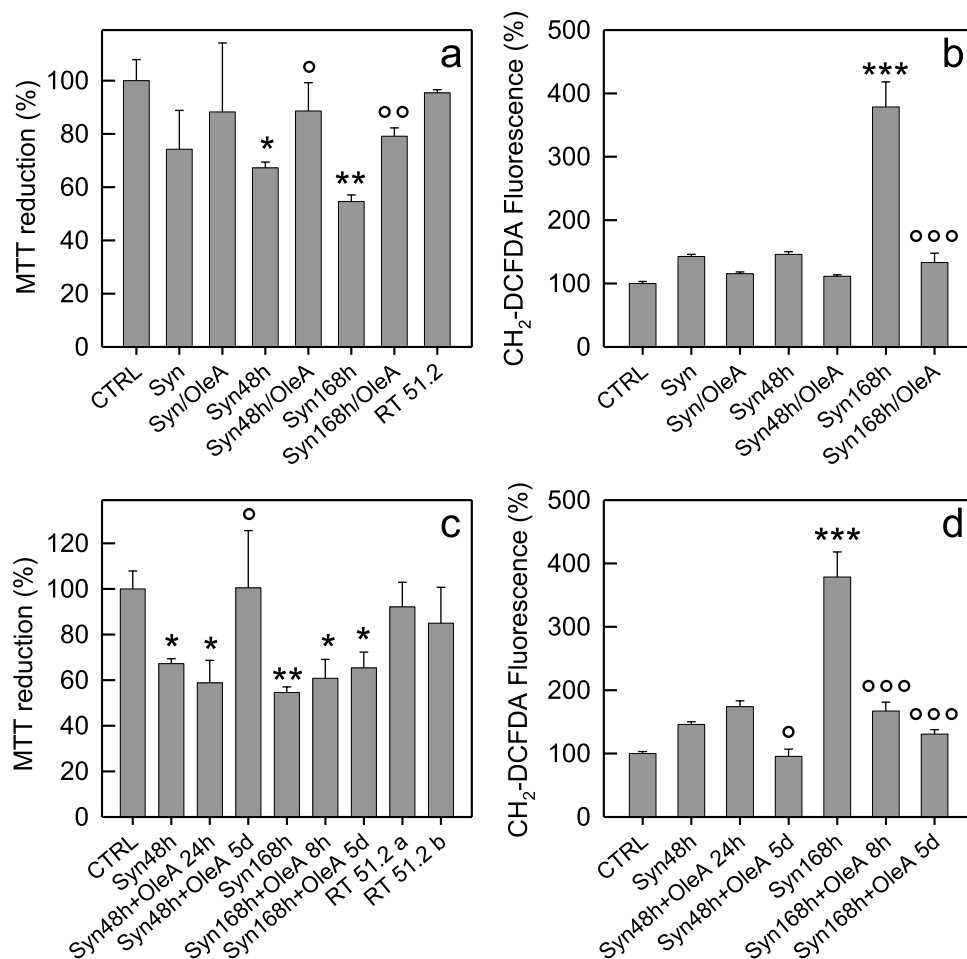 a
MTT reduction (%)
100
80
60
40
20
0
*
**
°
°°
CTRL
Syn
Syn/OleA
Syn48h
Syn48h/OleA
Syn168h
Syn168h/OleA
RT 51.2
b
CH₂-DCFDA Fluorescence (%)
500
400
300
200
100
0
***
°°°
CTRL
Syn
Syn/OleA
Syn48h
Syn48h/OleA
Syn168h
Syn168h/OleA
c
MTT reduction (%)
120
100
80
60
40
20
0
*
*
°
**
*
*
CTRL
Syn48h
Syn48h+OleA 24h
Syn48h+OleA 5d
Syn168h
Syn168h+OleA 8h
Syn168h+OleA 5d
RT 51.2 a
RT 51.2 b
d
CH₂-DCFDA Fluorescence (%)
500
400
300
200
100
0
°
***
°°°
°°°
CTRL
Syn48h
Syn48h+OleA 24h
Syn48h+OleA 5d
Syn168h
Syn168h+OleA 8h
Syn168h+OleA 5d